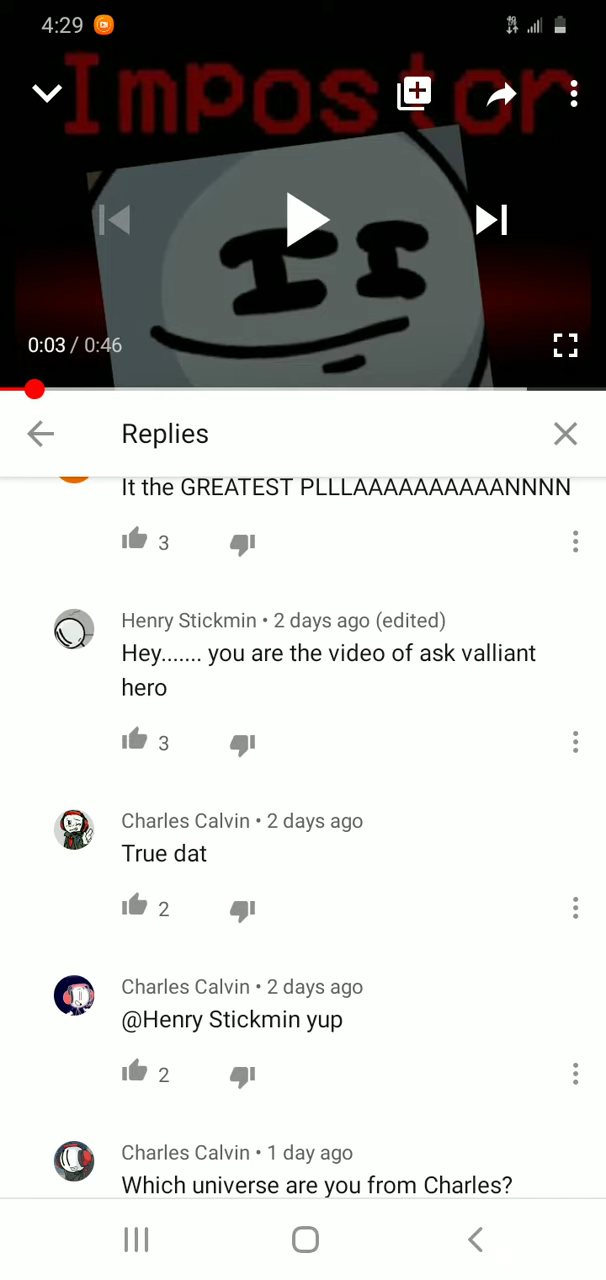 4:29
Impostor
0:03 / 0:46
Replies
It the GREATEST PLLLAAAAAAAAAANNNN
3
Henry Stickmin • 2 days ago (edited)
Hey....... you are the video of ask valliant
hero
3
Charles Calvin • 2 days ago
True dat
2
Charles Calvin • 2 days ago
@Henry Stickmin yup
2
Charles Calvin • 1 day ago
Which universe are you from Charles?